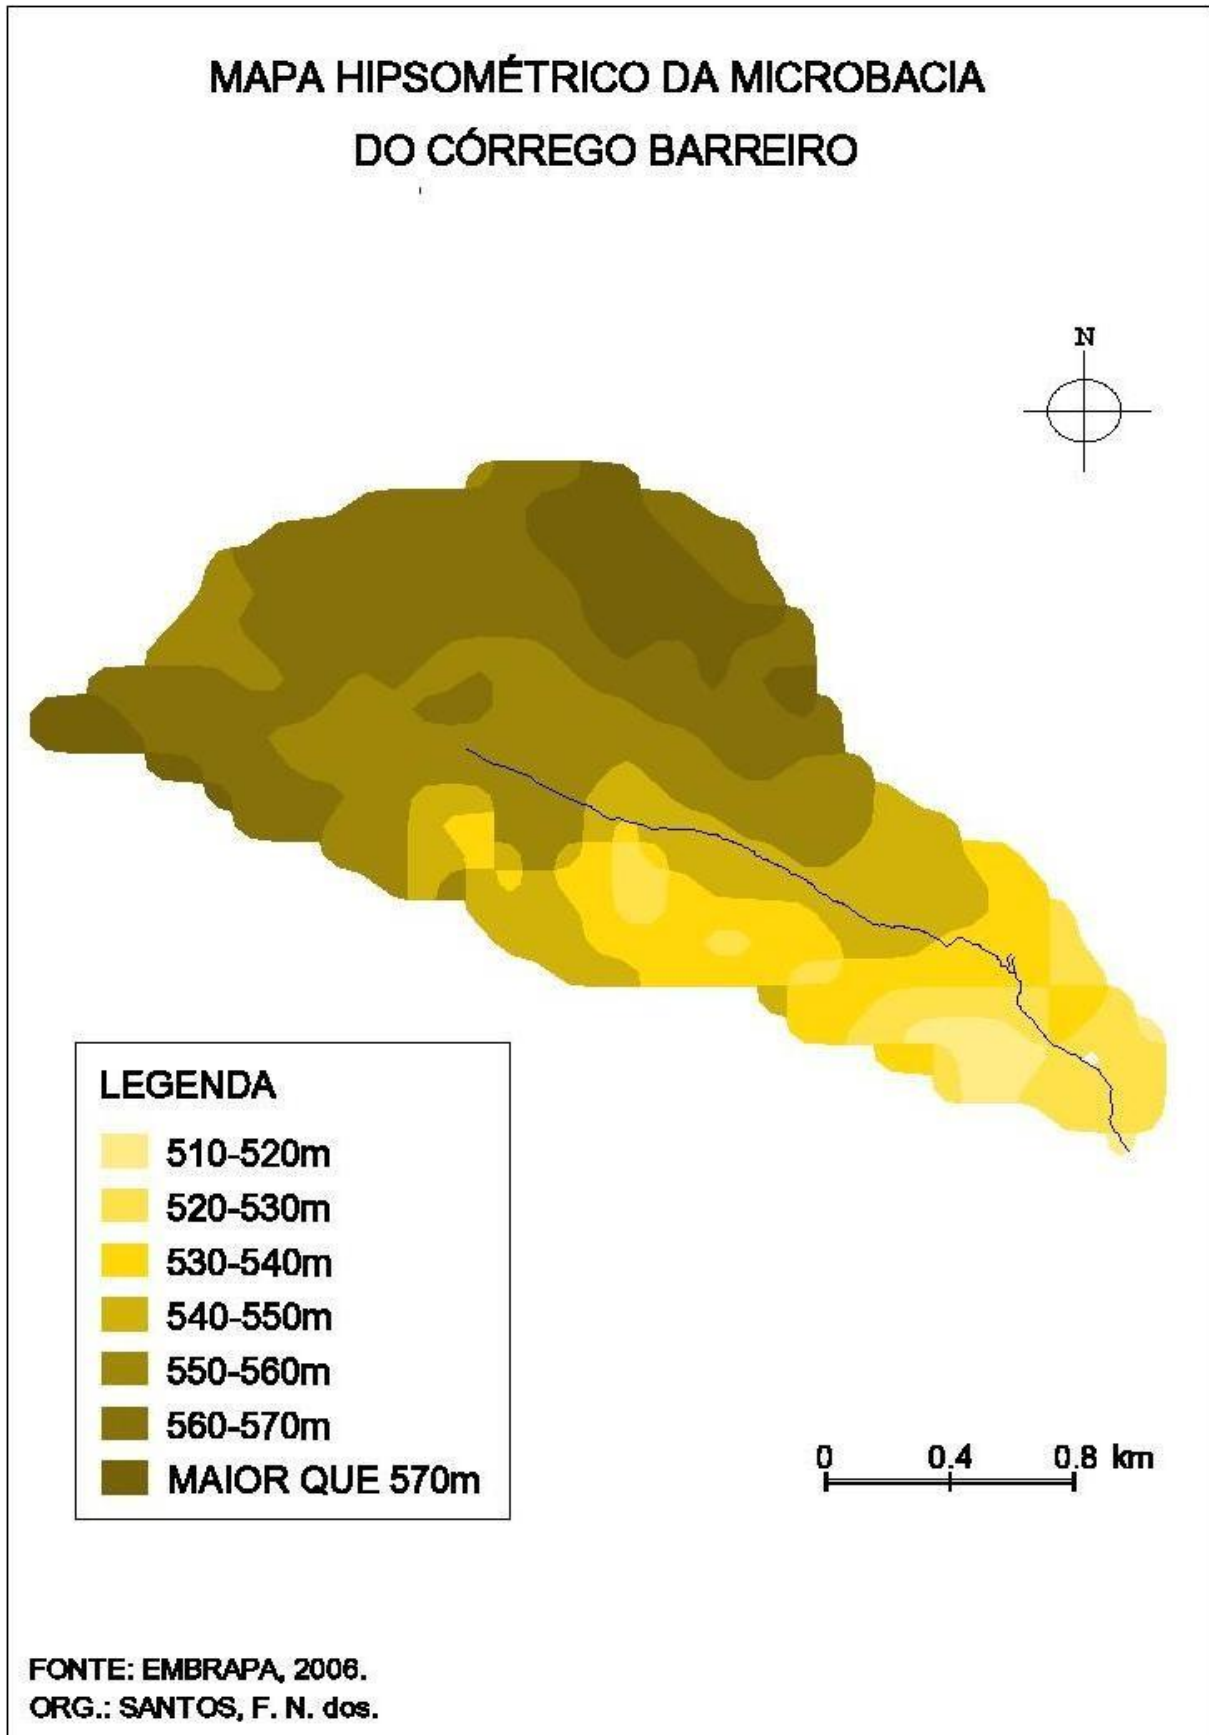 MAPA HIPSOMÉTRICO DA MICROBACIA
DO CÓRREGO BARREIRO
N
LEGENDA
510-520m
520-530m
530-540m
540-550m
550-560m
560-570m
MAIOR QUE 570m
0 0.4 0.8 km
FONTE: EMBRAPA, 2006.
ORG.: SANTOS, F. N. dos.